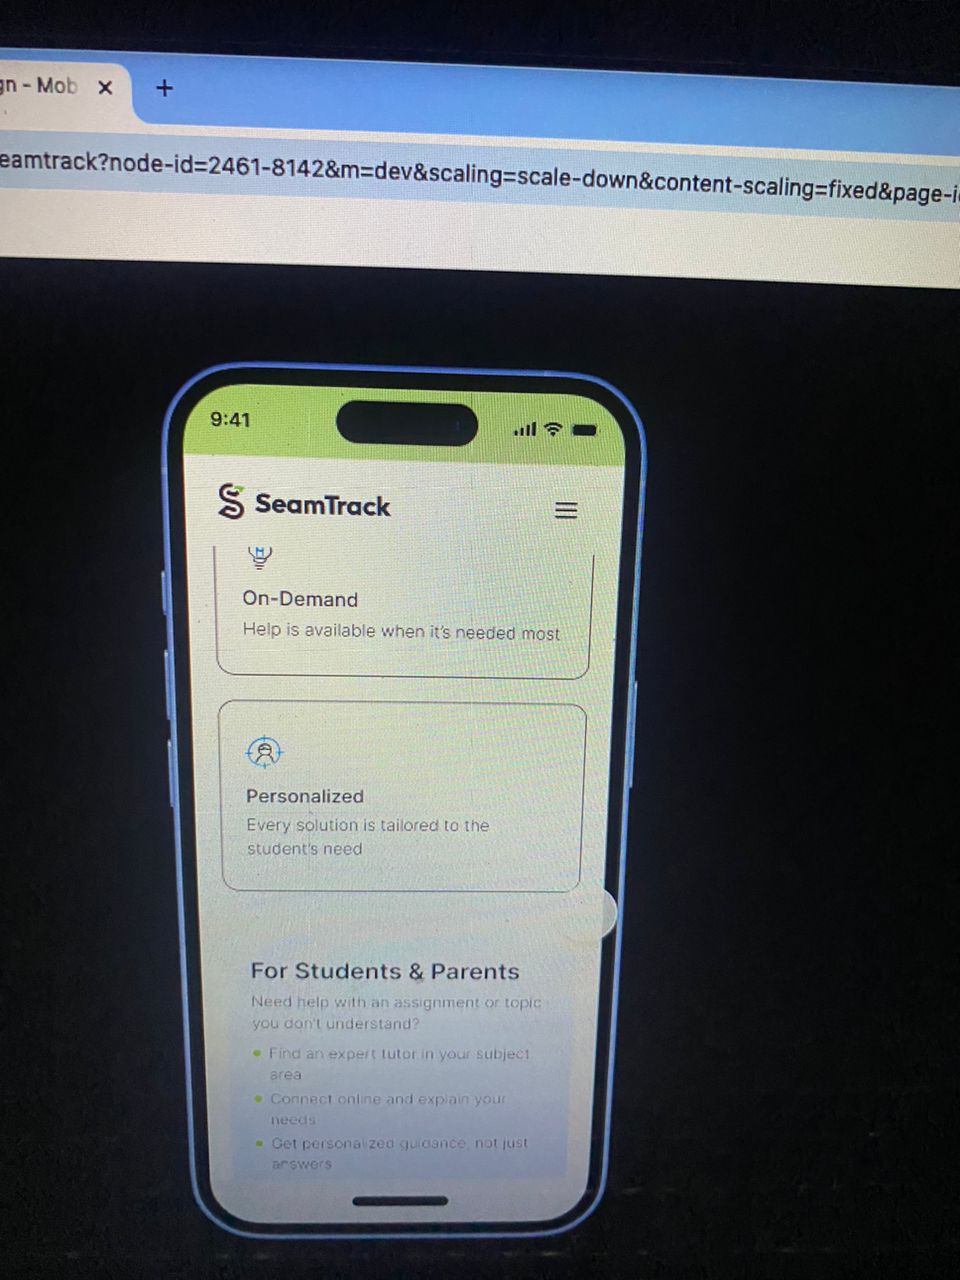 gn - Mob
eamtrack?node-id=2461-8142&m=dev&scaling=scale-down&content-scaling=fixed&page-i
9:41
SeamTrack
On-Demand
Help is available when it's needed most
Personalized
Every solution is tailored to the
student's need
For Students & Parents
Need help with an assignment or topic
you don't understand?
Find an expert tutor in your subject
area
Connect online and explain your
needs
Get personalized guidance, not just
answers